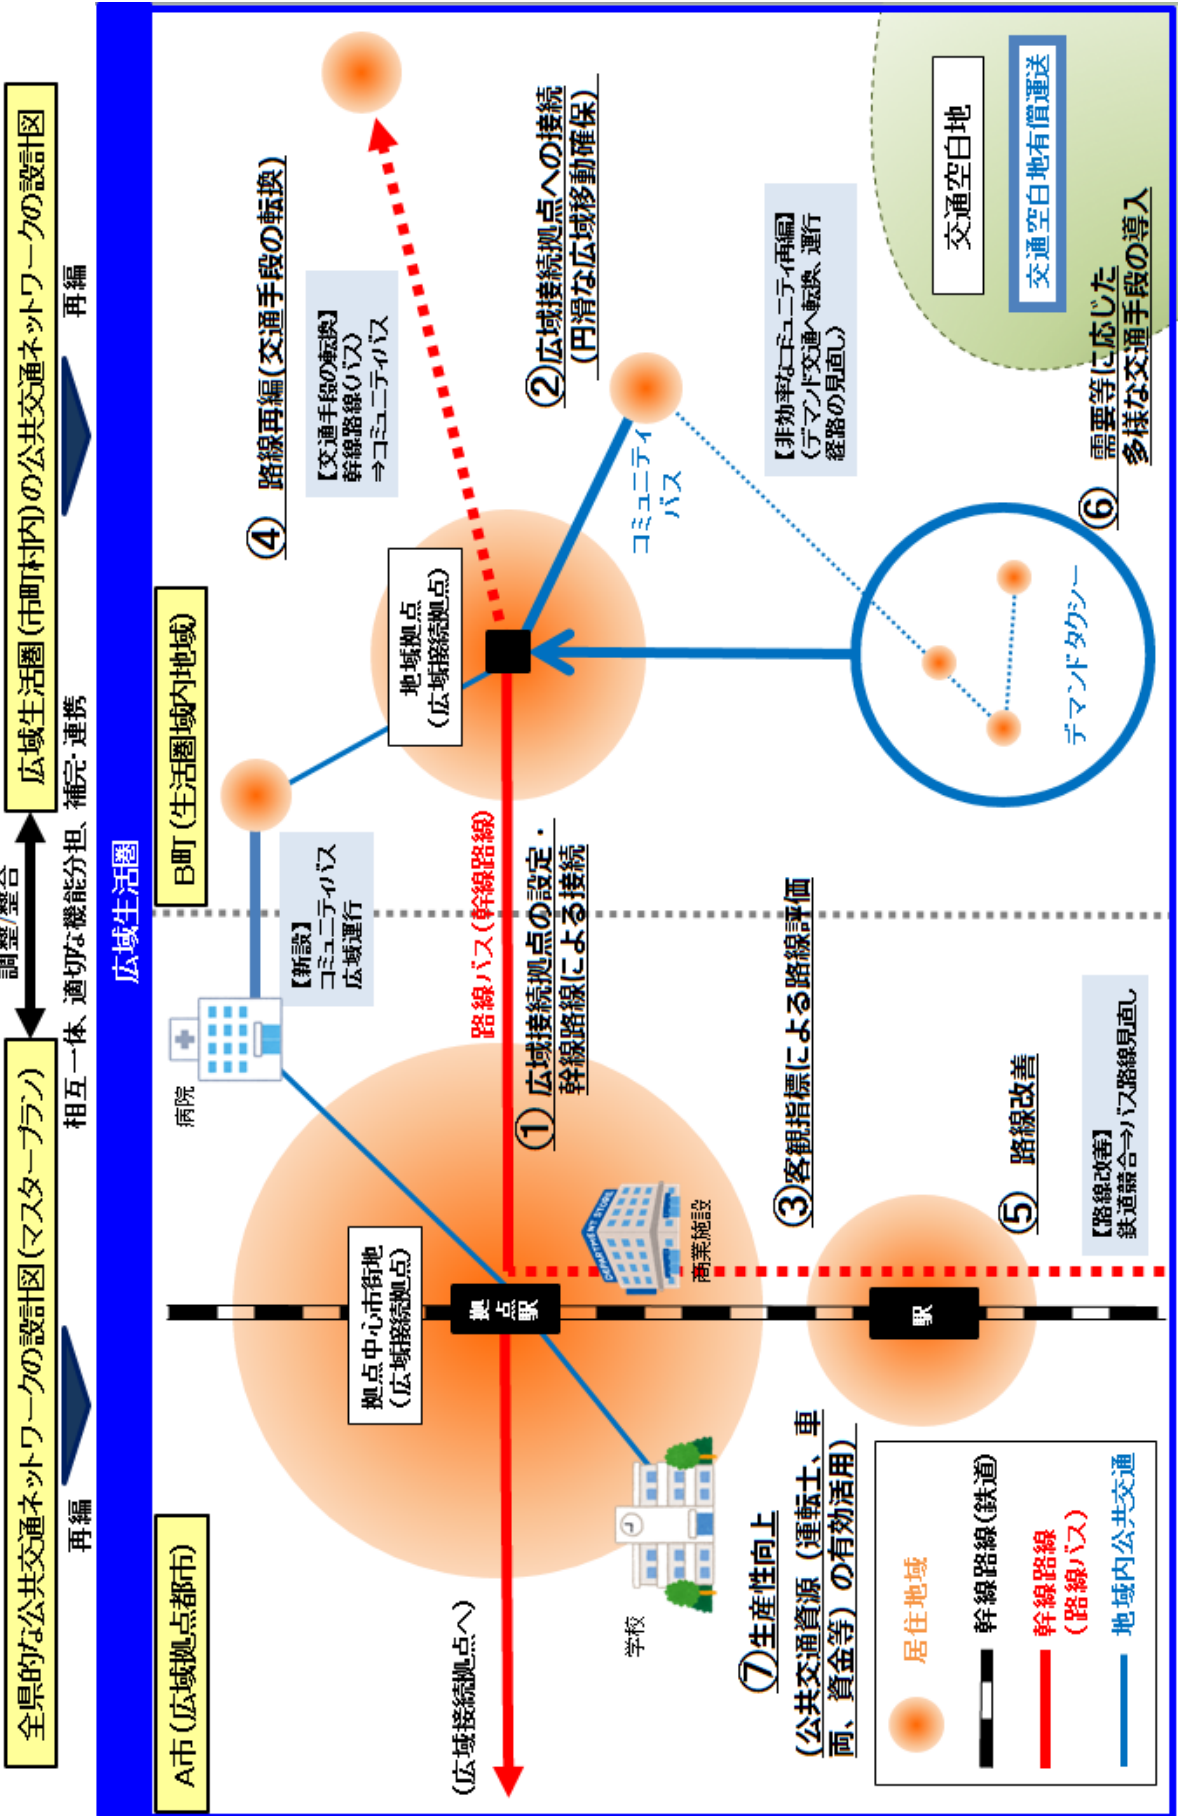 全県的な公共交通ネットワークの設計図(マスタープラン)
調整/整合
広域生活圏(市町村内)の公共交通ネットワークの設計図
再編
相互一体、適切な機能分担、補完・連携
再編
広域生活圏
A市(広域拠点都市)
B町(生活圏域内地域)
病院
【新設】
コミュニティバス
広域運行
④ 路線再編(交通手段の転換)
【交通手段の転換】
幹線路線(バス)
⇒コミュニティバス
拠点中心市街地
(広域接続拠点)
地域拠点
(広域接続拠点)
(広域接続拠点へ)
拠点駅
路線バス(幹線路線)
①広域接続拠点の設定・
幹線路線による接続
②広域接続拠点への接続
(円滑な広域移動確保)
コミュニティ
バス
学校
DEPARTMENT STORE
商業施設
⑦生産性向上
(公共交通資源(運転士、車
両、資金等)の有効活用)
③客観指標による路線評価
【非効率なコミュニティ再編】
(デマンド交通へ転換、運行
経路の見直し)
駅
⑤ 路線改善
【路線改善】
鉄道競合⇒バス路線見直し
デマンドタクシー
⑥ 需要等に応じた
多様な交通手段の導入
交通空白地
交通空白地有償運送
居住地域
幹線路線(鉄道)
幹線路線
(路線バス)
地域内公共交通